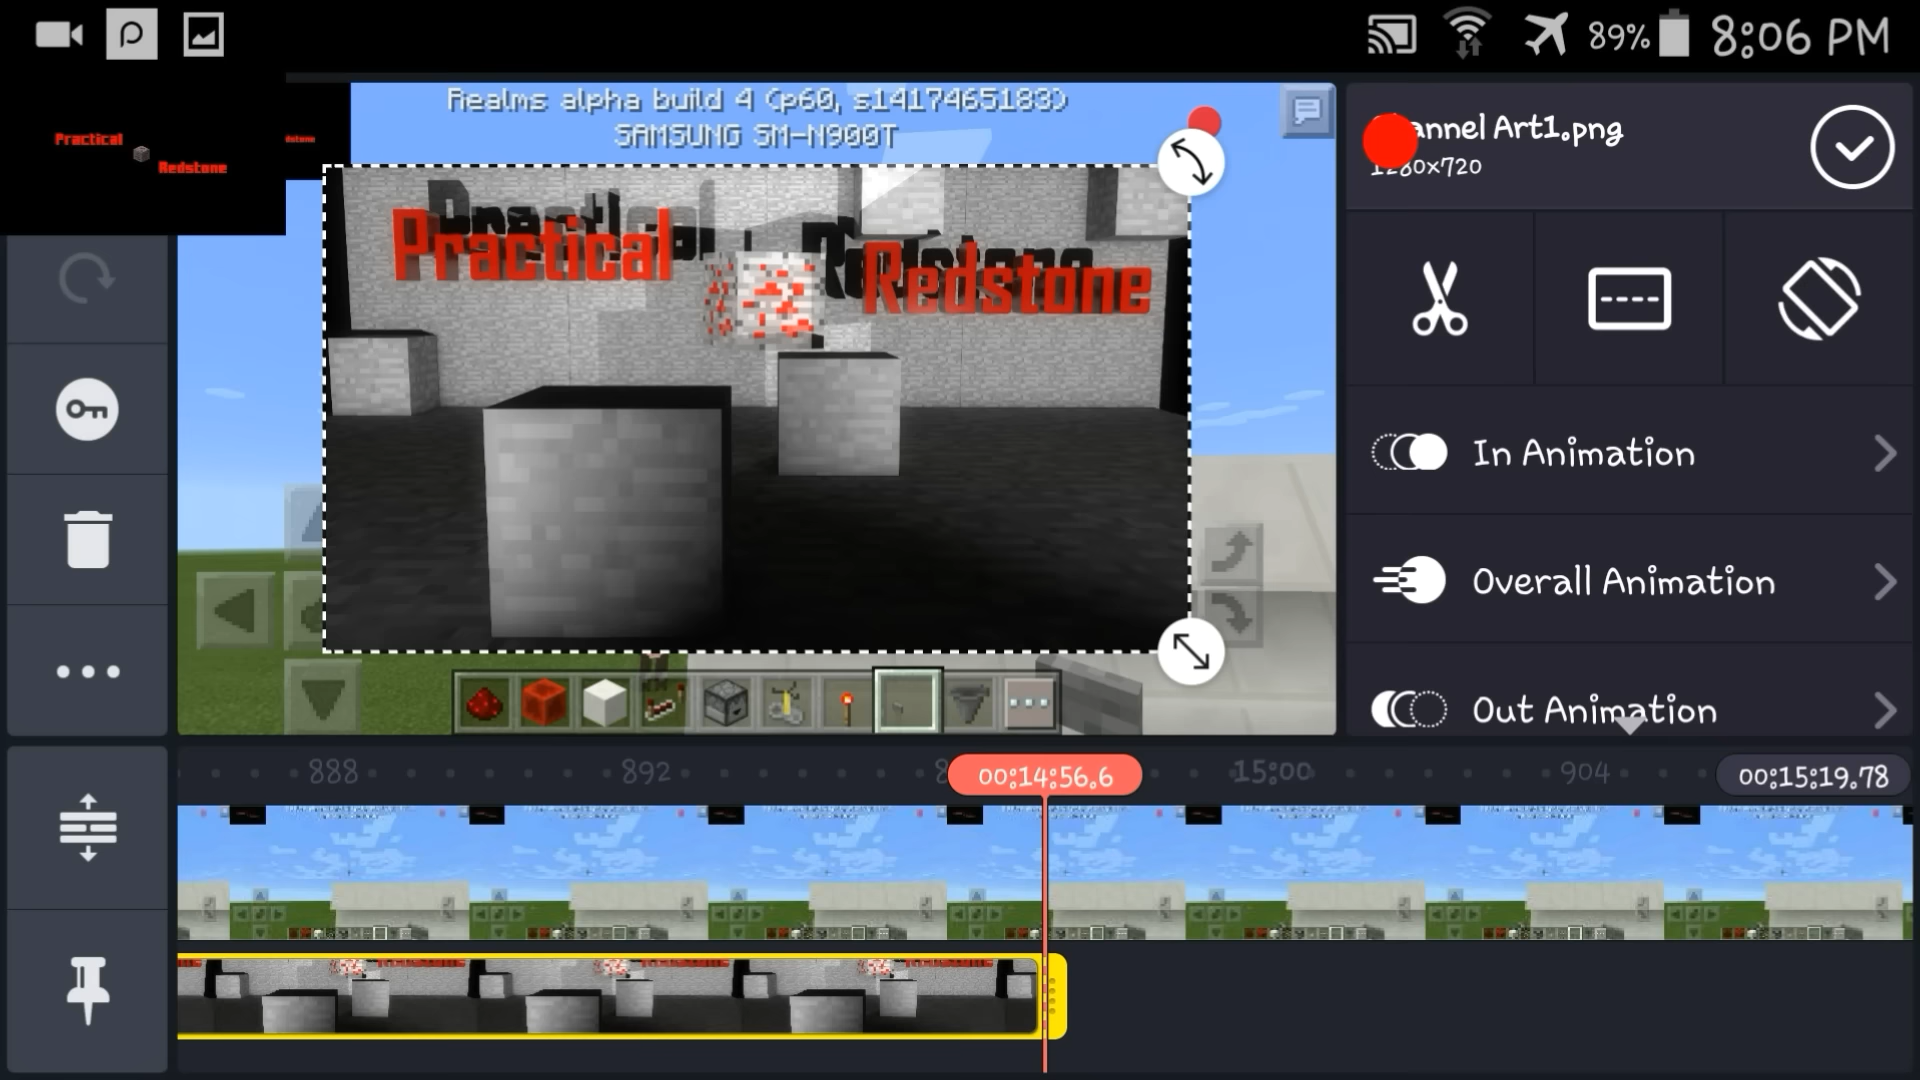 89%
8:06 PM
Practical
Redstone
Realms alpha build 4 (p60, s1417465183)
SAMSUNG SM-N900T
annel Art1.png
1280x720
Practical
Redstone
In Animation
Overall Animation
Out Animation
888
892
00:14:56.6
15:00
904
00:15:19.78